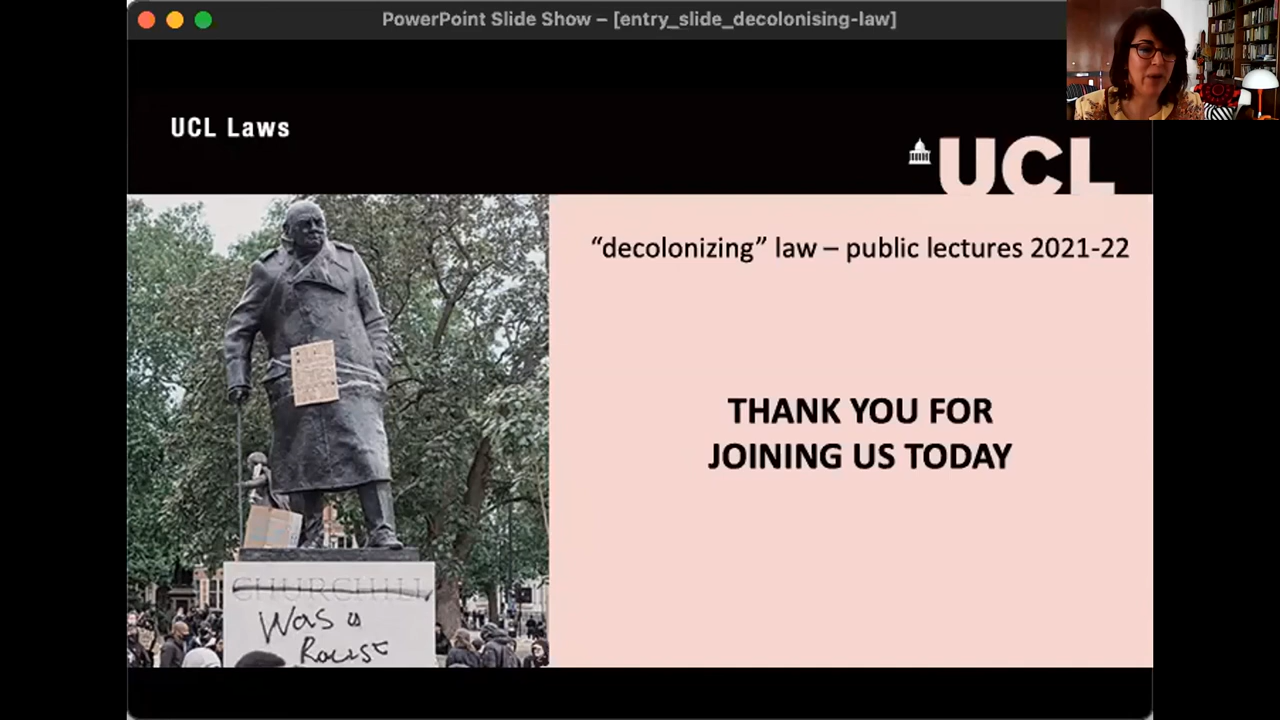 PowerPoint Slide Show – [entry_slide_decolonising-law]
UCL Laws
UCL
“decolonizing” law – public lectures 2021-22
THANK YOU FOR
JOINING US TODAY
CHURCHILL
Was a
Racist